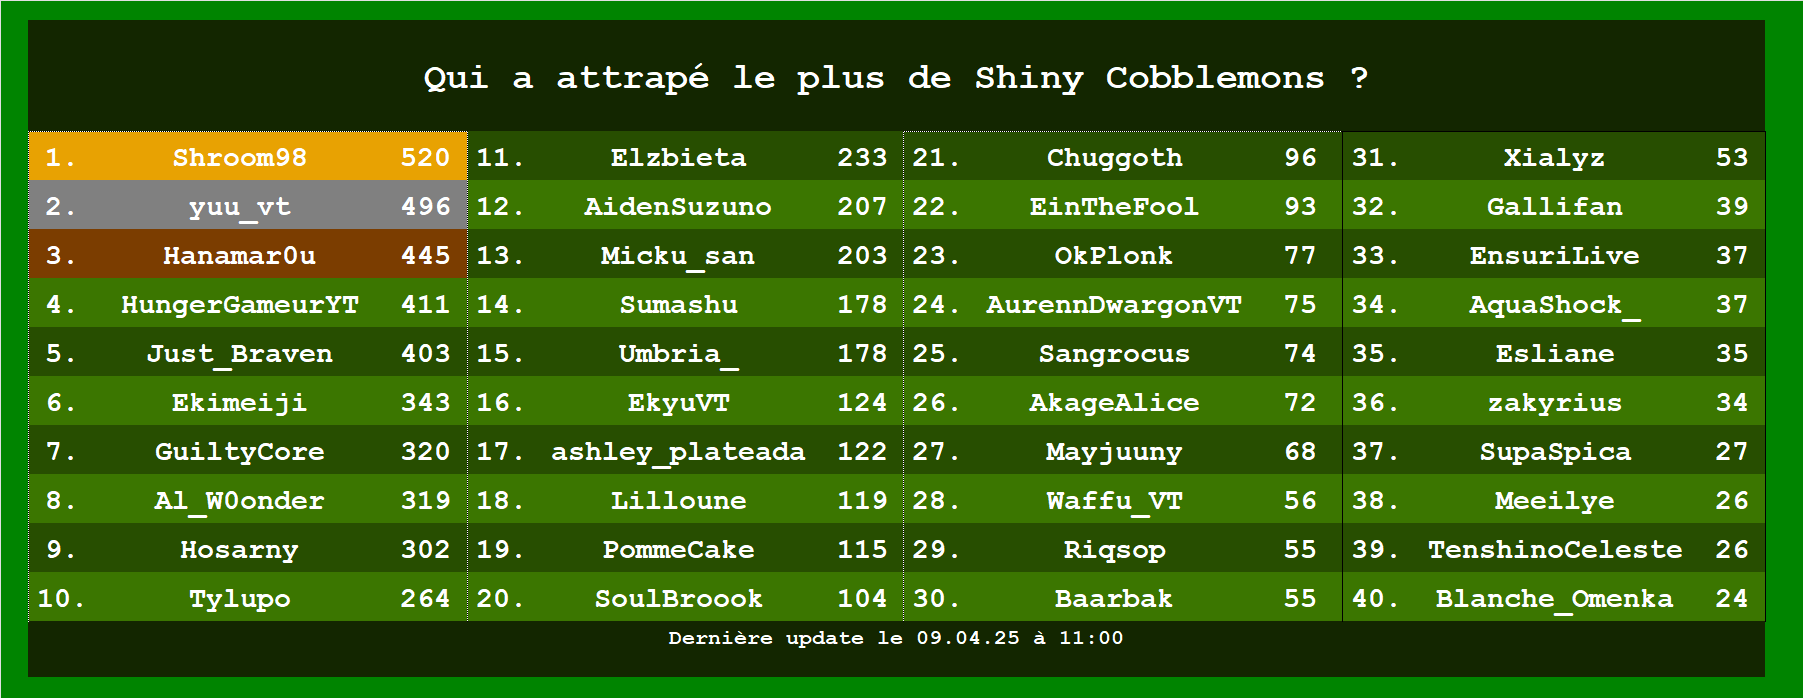 Qui a attrapé le plus de Shiny Cobblemons ?
1. Shroom98 520
2. yuu_vt 496
3. Hanamar0u 445
4. HungerGameurYT 411
5. Just_Braven 403
6. Ekimeiji 343
7. GuiltyCore 320
8. Al_W0onder 319
9. Hosarny 302
10. Tylupo 264
11. Elzbieta 233
12. AidenSuzuno 207
13. Micku_san 203
14. Sumashu 178
15. Umbria_ 178
16. EkyuVT 124
17. ashley_plateada 122
18. Lilloune 119
19. PommeCake 115
20. SoulBroook 104
21. Chuggoth 96
22. EinTheFool 93
23. OkPlonk 77
24. AurennDwargonVT 75
25. Sangrocus 74
26. AkageAlice 72
27. Mayjuuny 68
28. Waffu_VT 56
29. Riqsop 55
30. Baarbak 55
31. Xialyz 53
32. Gallifan 39
33. EnsuriLive 37
34. AquaShock_ 37
35. Esliane 35
36. zakyrius 34
37. SupaSpica 27
38. Meeilye 26
39. TenshinoCeleste 26
40. Blanche_Omenka 24
Dernière update le 09.04.25 à 11:00